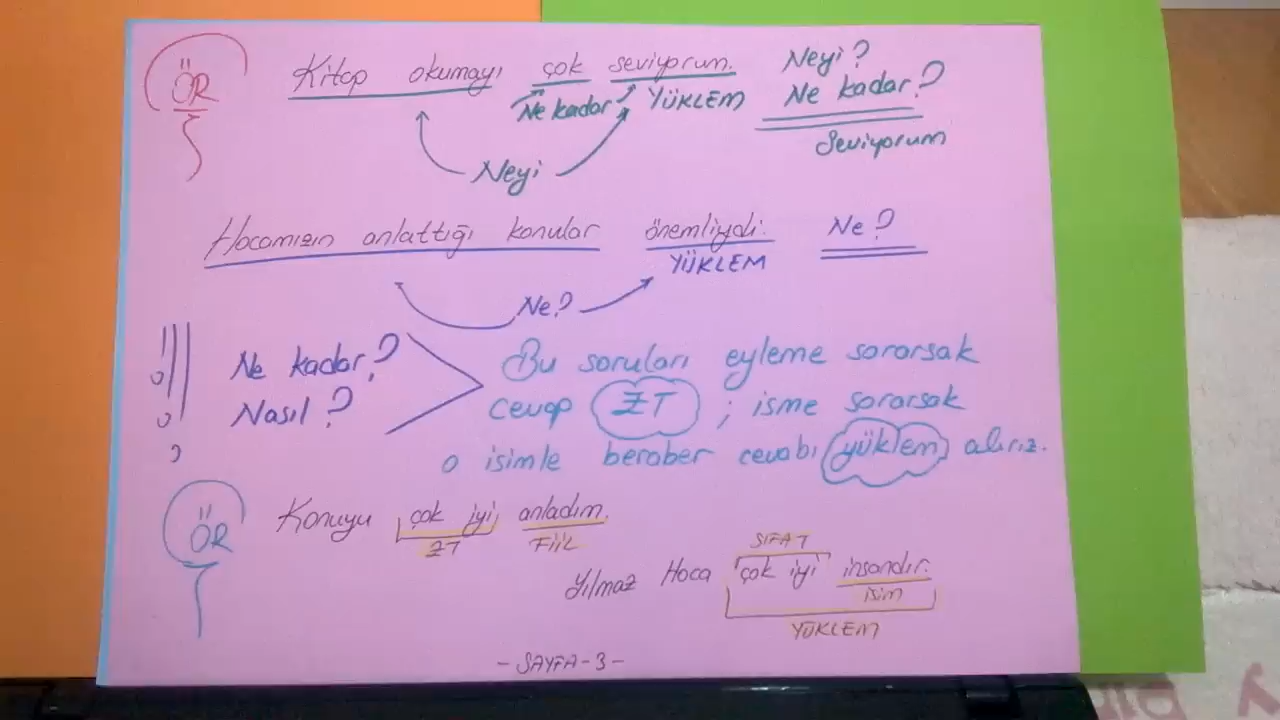 ÖR
Kitap okumayı çok seviyorum.
Ne kadar YÜKLEM
Neyi
Neyi?
Ne kadar?
Seviyorum
Hocamızın anlattığı konular önemliydi. Ne?
YÜKLEM
Ne?
Ne kadar?
Nasıl?
Bu soruları eyleme sorarsak
cevap ZT ; isme sorarsak
o isimle beraber cevabı yüklem alırız.
ÖR
Konuyu çok iyi anladım.
ZT FİİL
SIFAT
Yılmaz Hoca çok iyi insandır.
isim
YÜKLEM
- SAYFA - 3 -